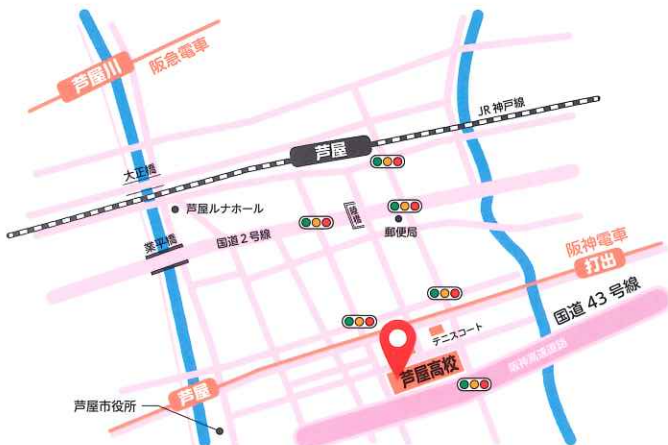 芦屋川
阪急電車
JR 神戸線
芦屋
大正橋
芦屋ルナホール
業平橋
国道2号線
郵便局
阪神電車
打出
国道 43 号線
テニスコート
阪神高速道路
芦屋高校
芦屋
芦屋市役所